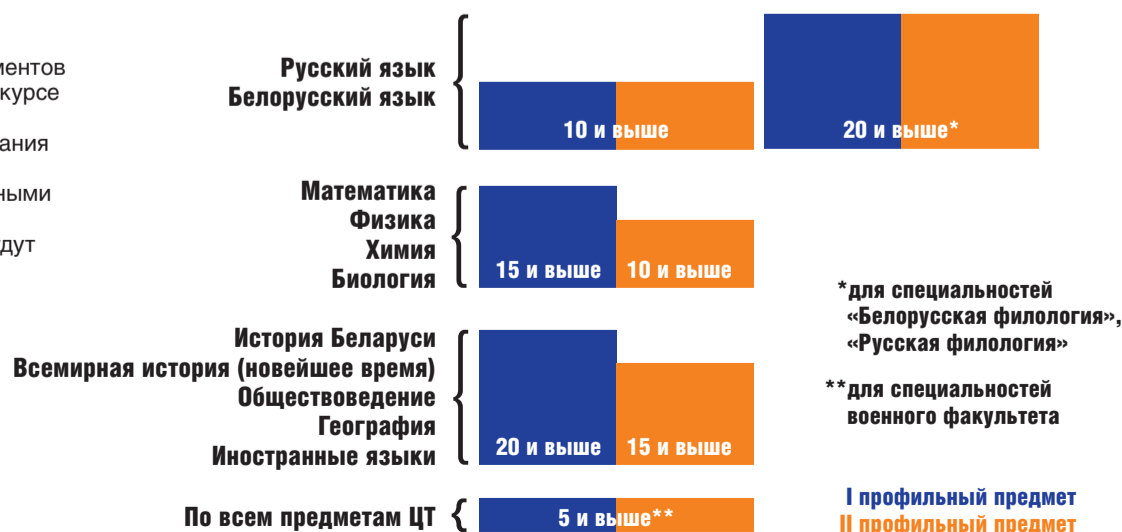 ментов
курсе
ания
ными
дут
Русский язык
Белорусский язык
10 и выше
20 и выше*
Математика
Физика
Химия
Биология
15 и выше
10 и выше
История Беларуси
Всемирная история (новейшее время)
Обществоведение
География
Иностранные языки
20 и выше
15 и выше
По всем предметам ЦТ
5 и выше**
*для специальностей
«Белорусская филология»,
«Русская филология»
**для специальностей
военного факультета
I профильный предмет
II профильный предмет